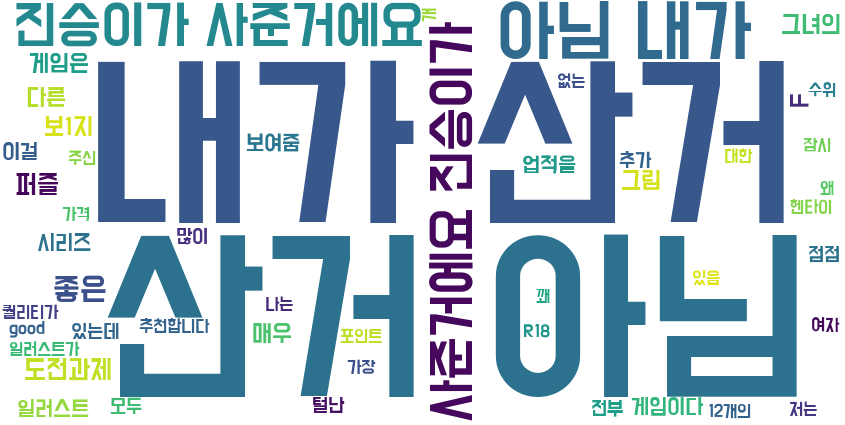 진승이가 사준거에요
개
아님 내가
그녀의
게임은
내가
진승이가
산거
없는
F
수위
다른
보1지
이걸
주신
보여줌
퍼즐
업적을
추가
대한
잠시
그림
왜
가격
헨타이
시리즈
많이
산거
사준거에요
아님
점점
좋은
있음
꽤
퀄리티가
나는
good
있는데
추천합니다
매우
포인트
R18
여자
일러스트가
도전과제
가장
일러스트
모두
털난
전부
게임이다
12개의
저는